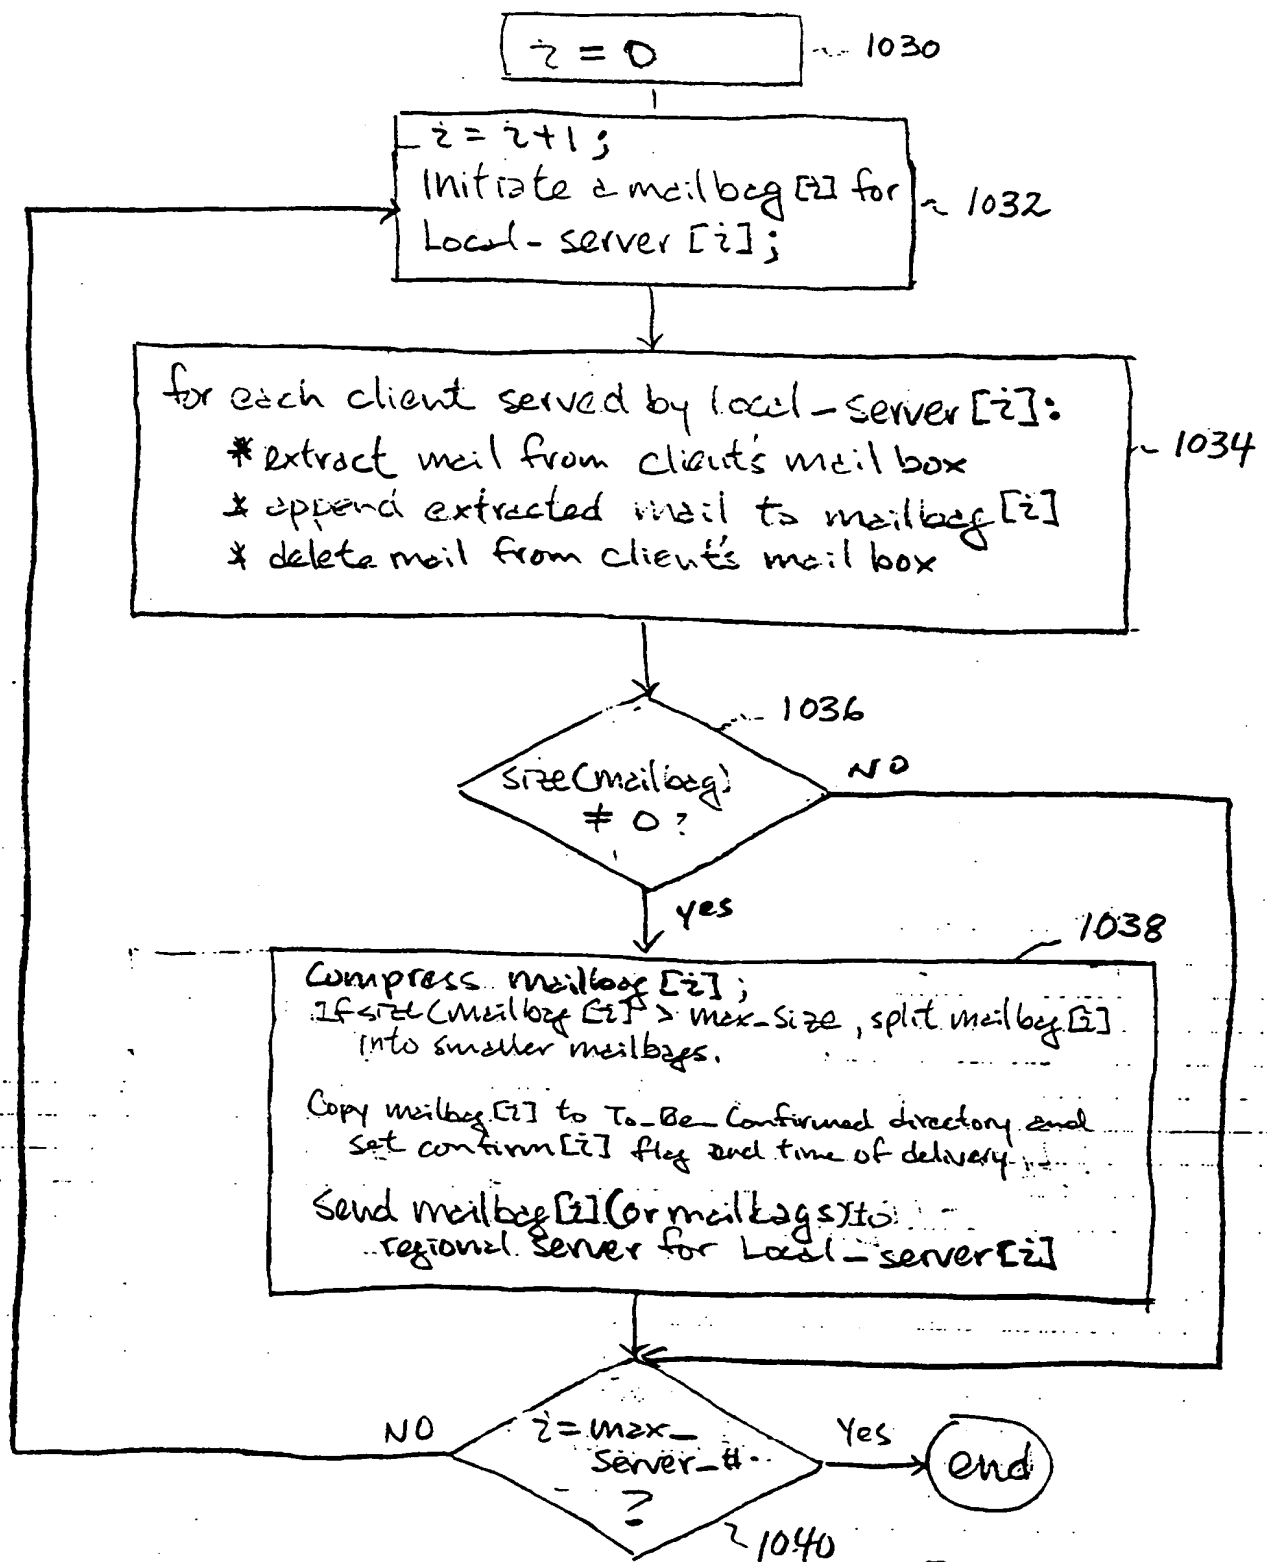 i = 0
1030
i = i+1 ;
Initiate a mailbag [i] for
Local-server [i];
1032
for each client served by local-server[i]:
* extract mail from client's mail box
* append extracted mail to mailbag [i]
* delete mail from client's mail box
1034
1036
size(mailbag)
≠ 0 ?
NO
yes
1038
Compress mailbag [i] ;
If size(mailbag [i] > max_size, split mailbag [i]
into smaller mailbags.
Copy mailbag [i] to To_Be_Confirmed directory and
set confirm [i] flag and time of delivery
Send mailbag [i] (or mailbags) to
regional server for Local-server [i]
NO
i = max_
server_#
?
Yes
end
1040